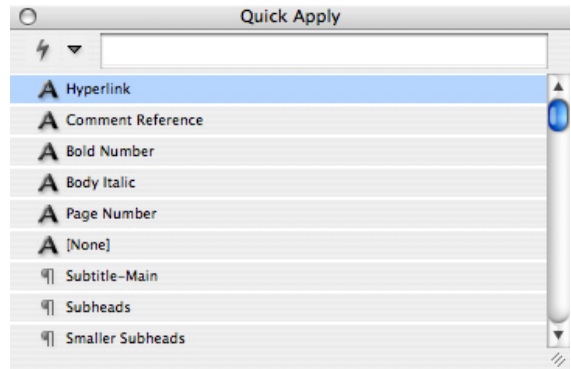 Quick Apply
Hyperlink
Comment Reference
Bold Number
Body Italic
Page Number
[None]
Subtitle-Main
Subheads
Smaller Subheads